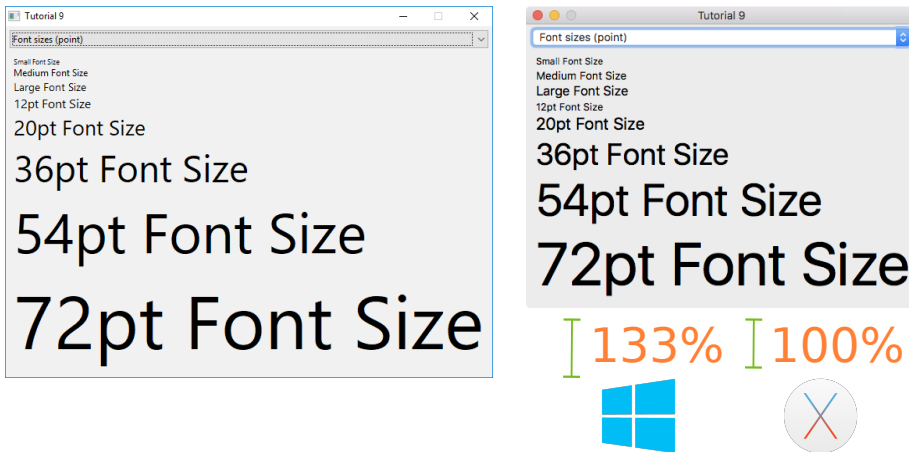 Tutorial 9
Font sizes (point)
Small Font Size
Medium Font Size
Large Font Size
12pt Font Size
20pt Font Size
36pt Font Size
54pt Font Size
72pt Font Size
Tutorial 9
Font sizes (point)
Small Font Size
Medium Font Size
Large Font Size
12pt Font Size
20pt Font Size
36pt Font Size
54pt Font Size
72pt Font Size
133% 100%